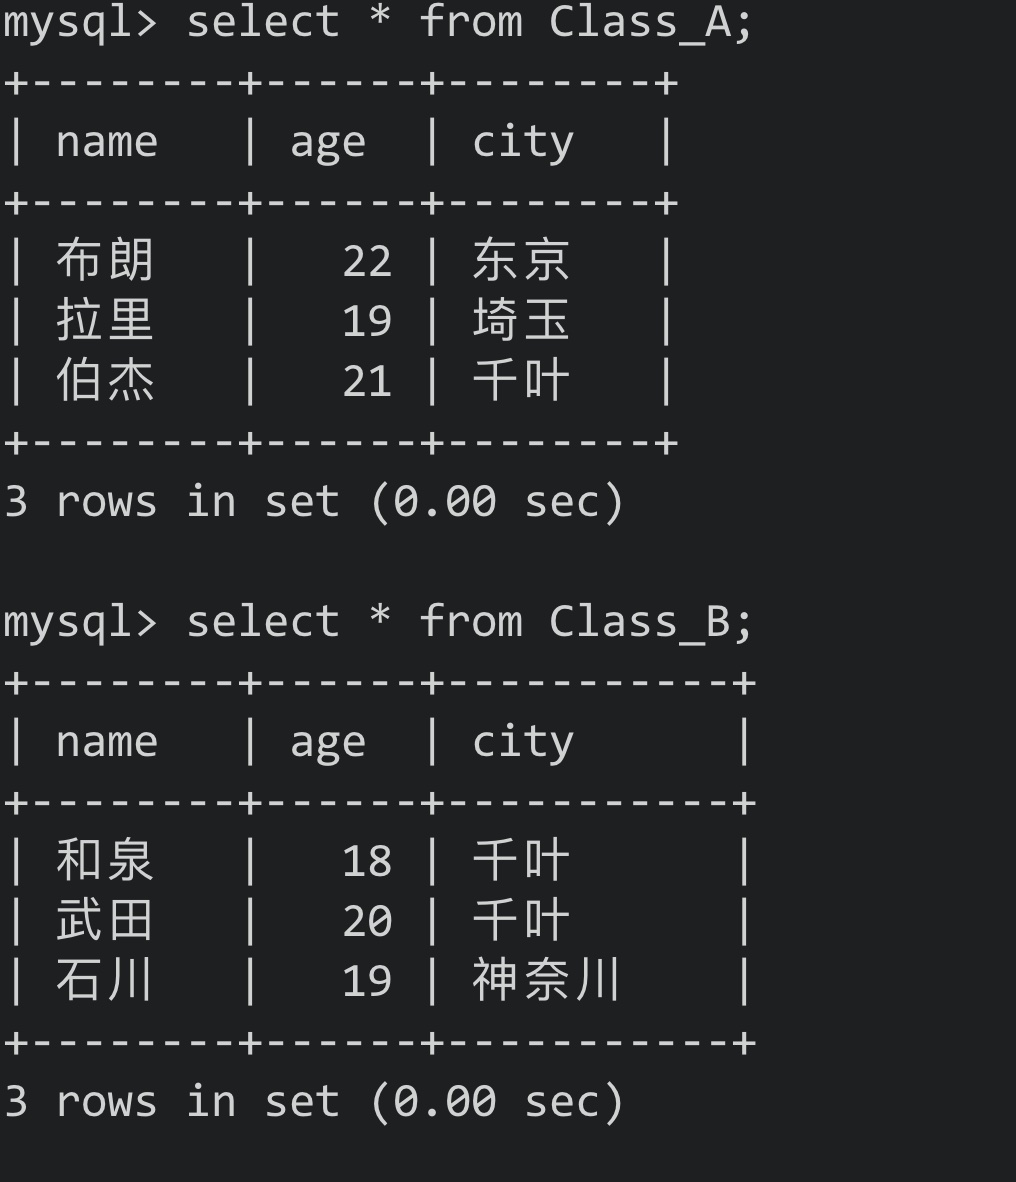 mysql> select * from Class_A;
+--------+------+--------+
| name   | age  | city   |
+--------+------+--------+
| 布朗   |   22 | 东京   |
| 拉里   |   19 | 埼玉   |
| 伯杰   |   21 | 千叶   |
+--------+------+--------+
3 rows in set (0.00 sec)

mysql> select * from Class_B;
+--------+------+-----------+
| name   | age  | city      |
+--------+------+-----------+
| 和泉   |   18 | 千叶      |
| 武田   |   20 | 千叶      |
| 石川   |   19 | 神奈川    |
+--------+------+-----------+
3 rows in set (0.00 sec)